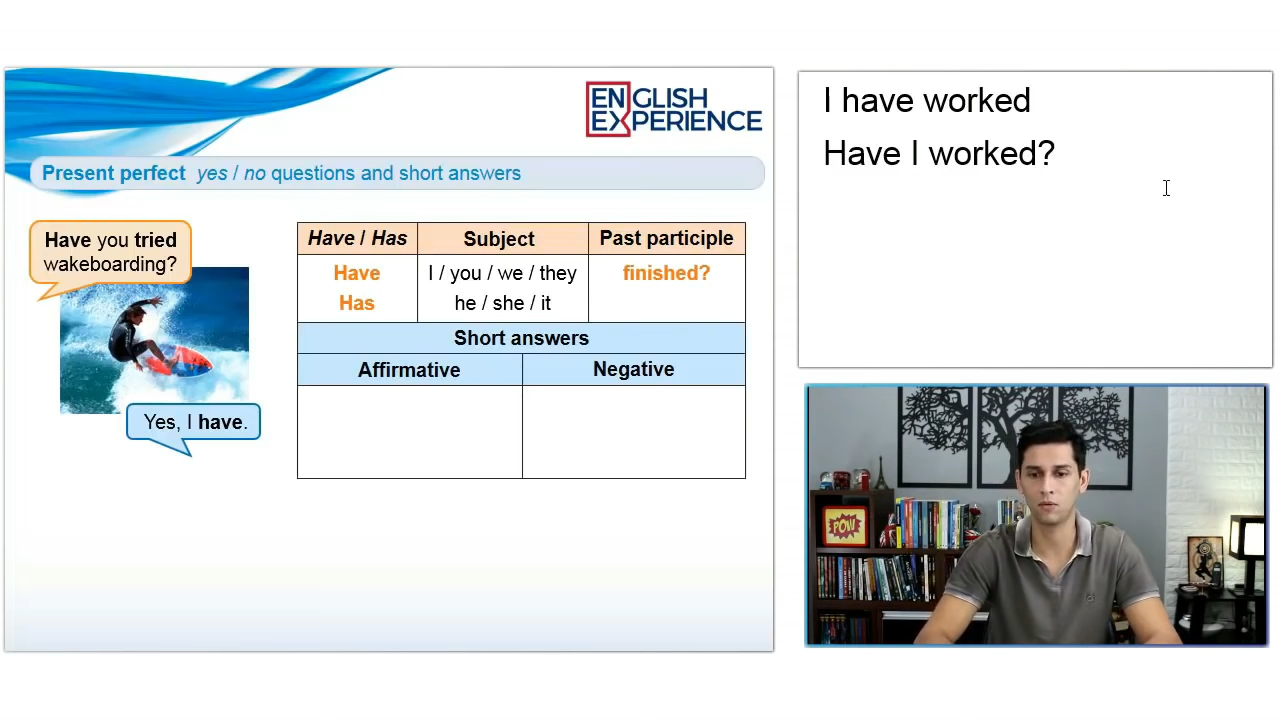 ENGLISH
EXPERIENCE
Present perfect yes / no questions and short answers
Have you tried
wakeboarding?
Yes, I have.
Have / Has Subject Past participle
Have I / you / we / they finished?
Has he / she / it
Short answers
Affirmative Negative
I have worked
Have I worked?
POW